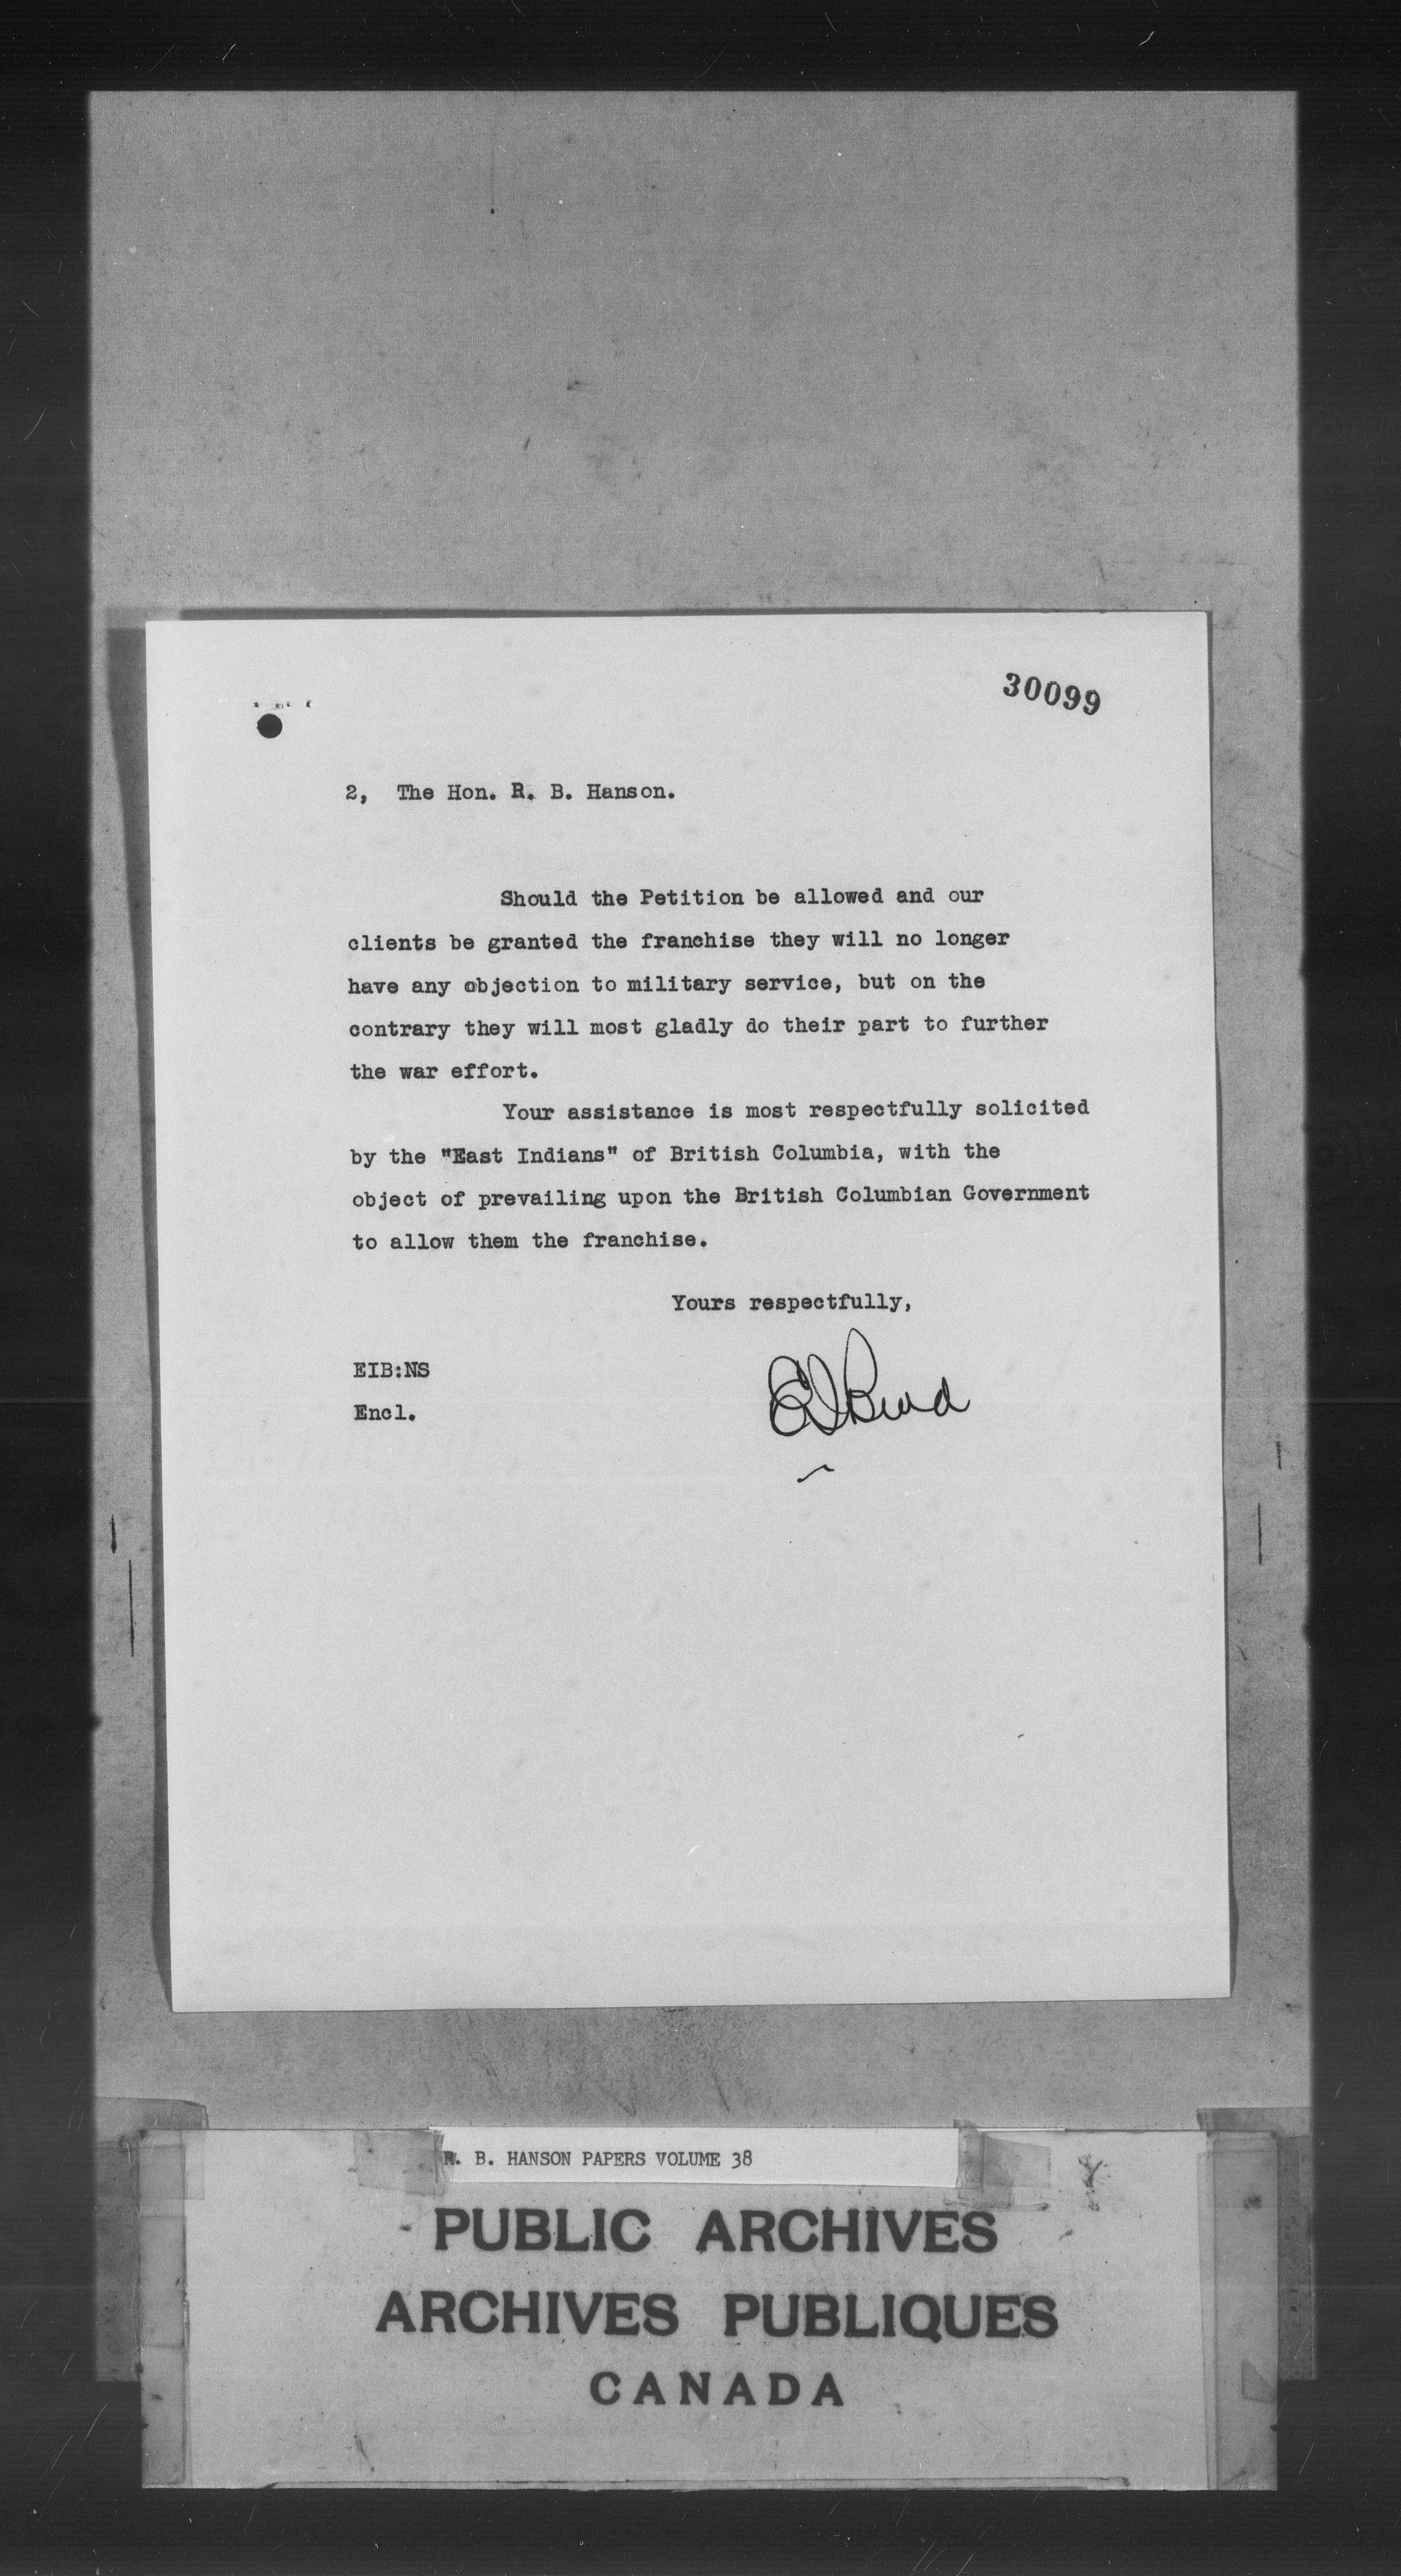 30099
2, The Hon. R. B. Hanson.
Should the Petition be allowed and our
clients be granted the franchise they will no longer
have any objection to military service, but on the
contrary they will most gladly do their part to further
the war effort.
Your assistance is most respectfully solicited
by the "East Indians" of British Columbia, with the
object of prevailing upon the British Columbian Government
to allow them the franchise.
Yours respectfully,
EIB:NS
Encl.
EIBird
R. B. HANSON PAPERS VOLUME 38
PUBLIC ARCHIVES
ARCHIVES PUBLIQUES
CANADA